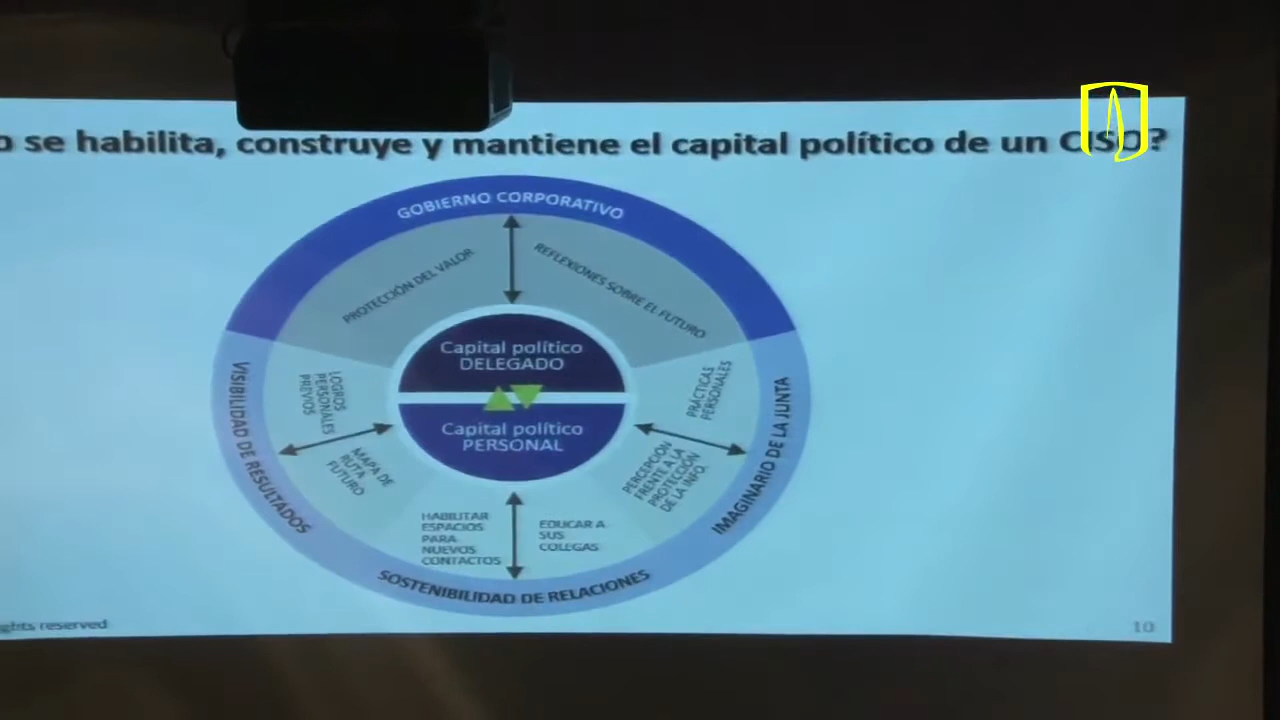 o se habilita, construye y mantiene el capital político de un CISO?
GOBIERNO CORPORATIVO
PROTECCIÓN DEL VALOR
REFLEXIONES SOBRE EL FUTURO
Capital político
DELEGADO
Capital político
PERSONAL
VISIBILIDAD DE RESULTADOS
LOGROS
PERSONALES
PREVIOS
MAPA DE
RUTA
FUTURO
PRÁCTICAS
PERSONALES
PERCEPCIÓN
FRENTE A LA
PROTECCIÓN
DE LA INFO.
IMAGINARIO DE LA JUNTA
HABILITAR
ESPACIOS
PARA
NUEVOS
CONTACTOS
EDUCAR A
SUS
COLEGAS
SOSTENIBILIDAD DE RELACIONES
ghts reserved
10